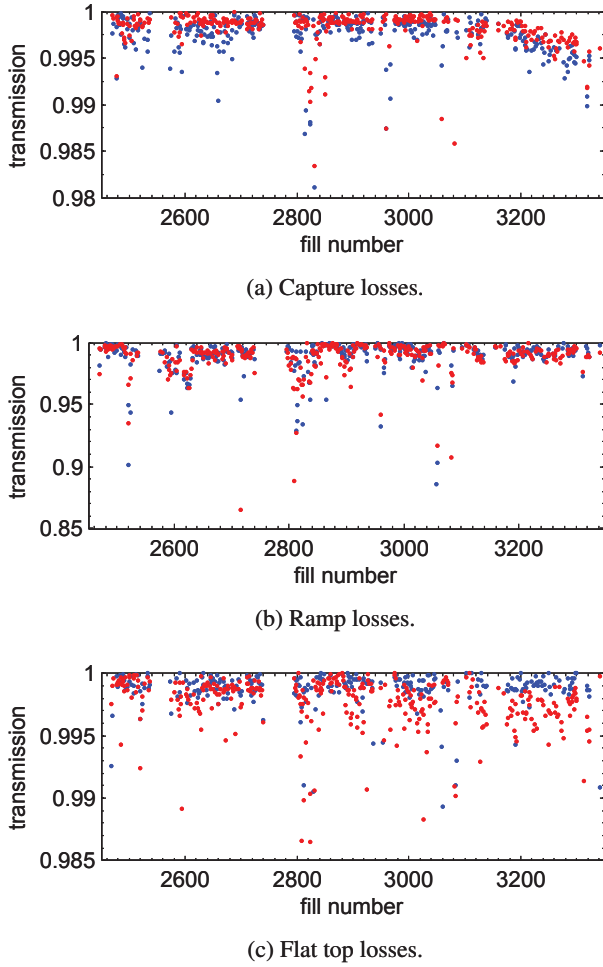 1
0.995
0.99
0.985
0.98
transmission
2600 2800 3000 3200
fill number
(a) Capture losses.
1
0.95
0.9
0.85
transmission
2600 2800 3000 3200
fill number
(b) Ramp losses.
1
0.995
0.99
0.985
transmission
2600 2800 3000 3200
fill number
(c) Flat top losses.